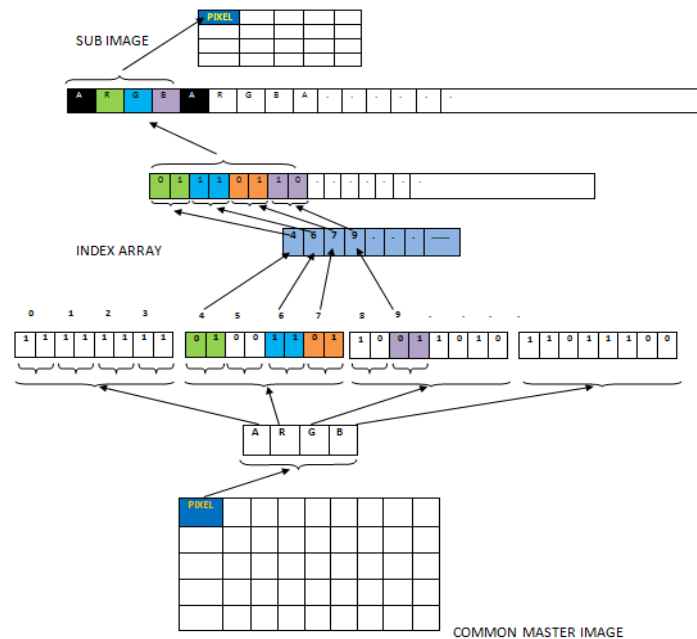 PIXEL
SUB IMAGE
A R G B A R G B A . . . . . .
0 1 1 1 0 1 1 0 . . . . . . .
INDEX ARRAY
4 6 7 9 . . . ......
0 1 2 3 4 5 6 7 8 9 . . . .
1 1 1 1 1 1 1 1 0 1 0 0 1 1 0 1 1 0 0 1 1 0 1 0 1 1 0 1 1 1 0 0
A R G B
PIXEL
COMMON MASTER IMAGE